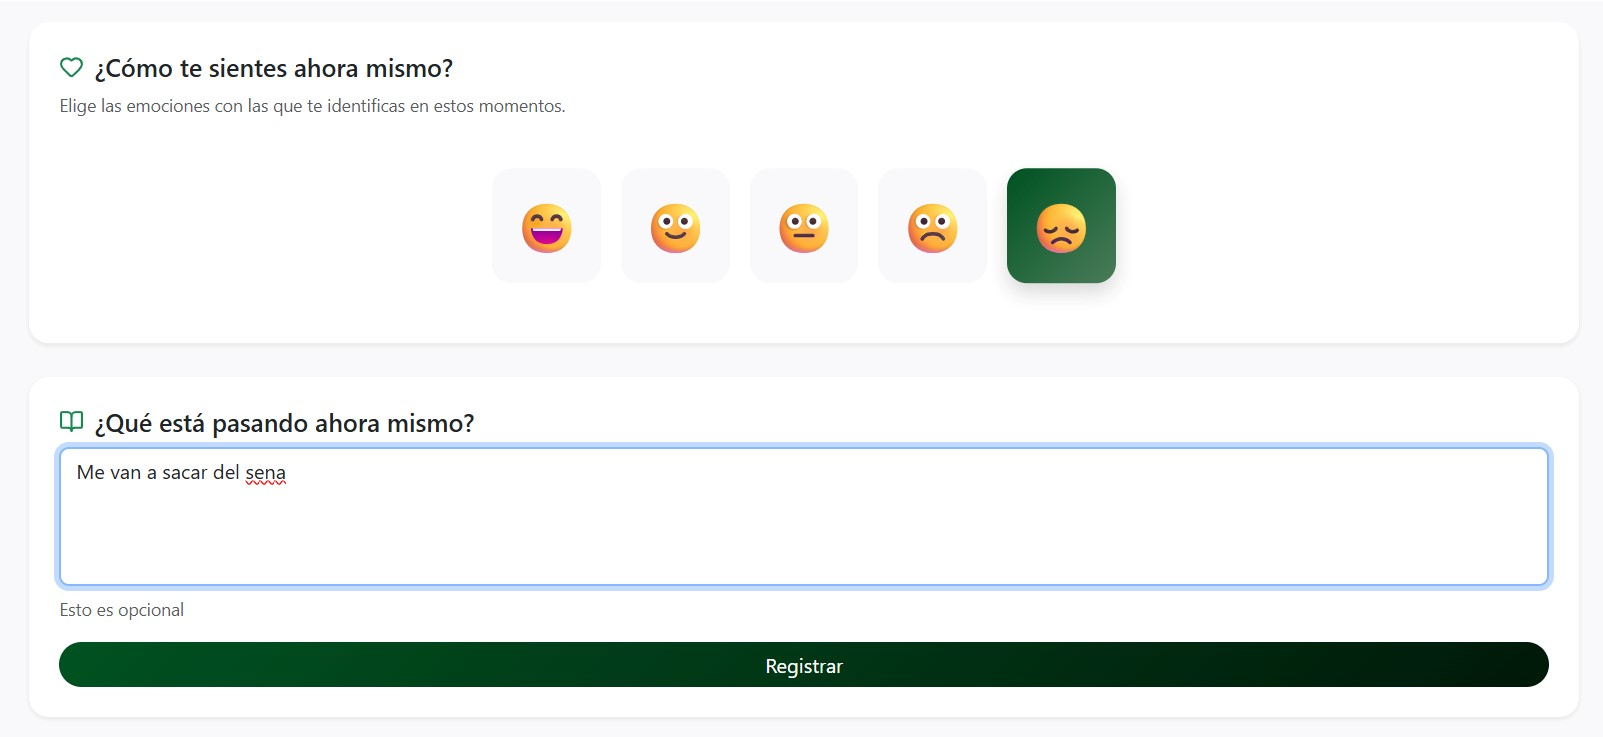 ¿Cómo te sientes ahora mismo?
Elige las emociones con las que te identificas en estos momentos.
¿Qué está pasando ahora mismo?
Me van a sacar del sena
Esto es opcional
Registrar